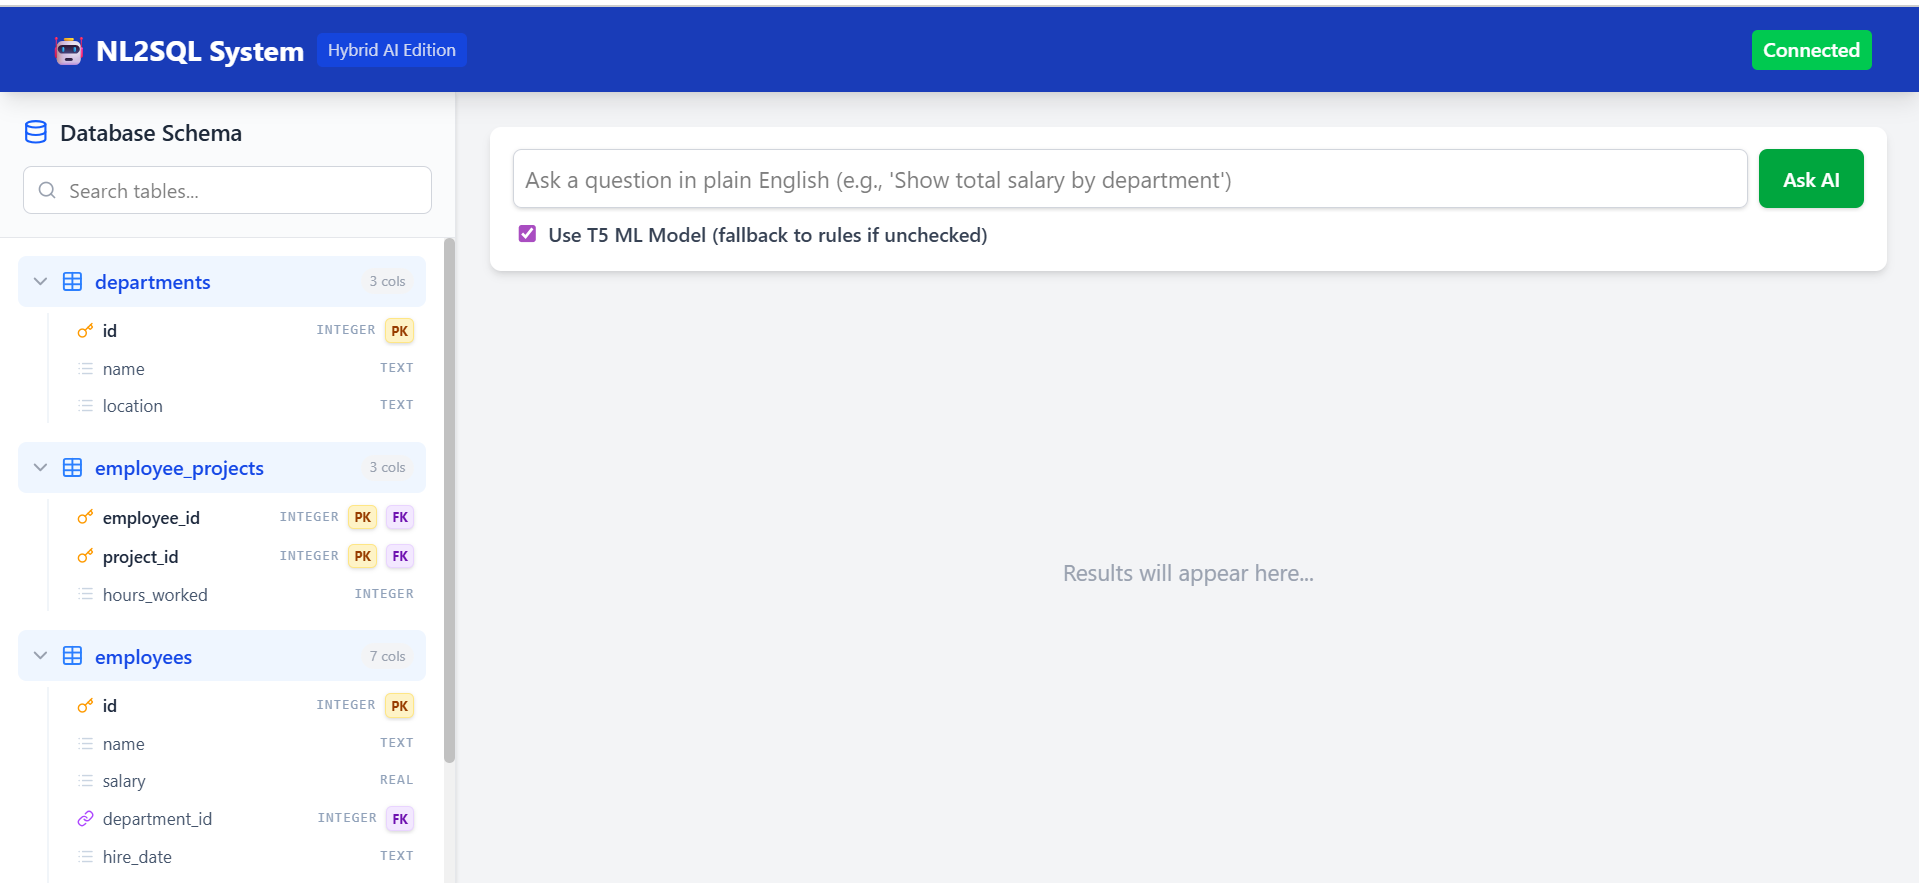 NL2SQL System Hybrid AI Edition Connected
Database Schema
Search tables...
departments 3 cols
id INTEGER PK
name TEXT
location TEXT
employee_projects 3 cols
employee_id INTEGER PK FK
project_id INTEGER PK FK
hours_worked INTEGER
employees 7 cols
id INTEGER PK
name TEXT
salary REAL
department_id INTEGER FK
hire_date TEXT
Ask a question in plain English (e.g., 'Show total salary by department') Ask AI
Use T5 ML Model (fallback to rules if unchecked)
Results will appear here...